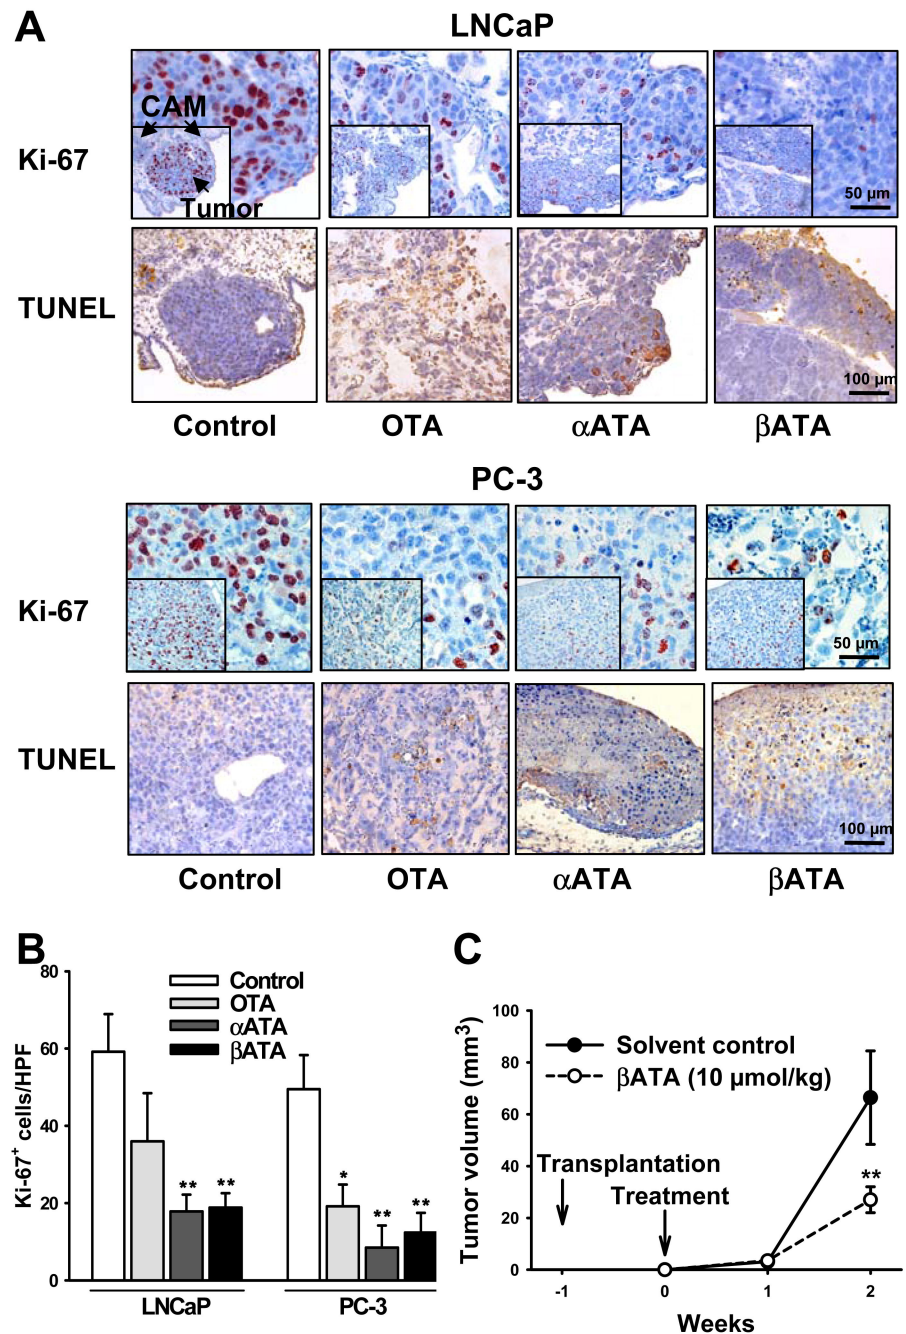 A
LNCaP
Ki-67
CAM
Tumor
50 µm
TUNEL
100 µm
Control OTA αATA βATA
PC-3
Ki-67
50 µm
TUNEL
100 µm
Control OTA αATA βATA
B
80
60
40
20
0
Ki-67+ cells/HPF
Control
OTA
αATA
βATA
** ** * ** **
LNCaP PC-3
C
100
80
60
40
20
0
Tumor volume (mm³)
Solvent control
βATA (10 µmol/kg)
Transplantation
Treatment
**
-1 0 1 2
Weeks